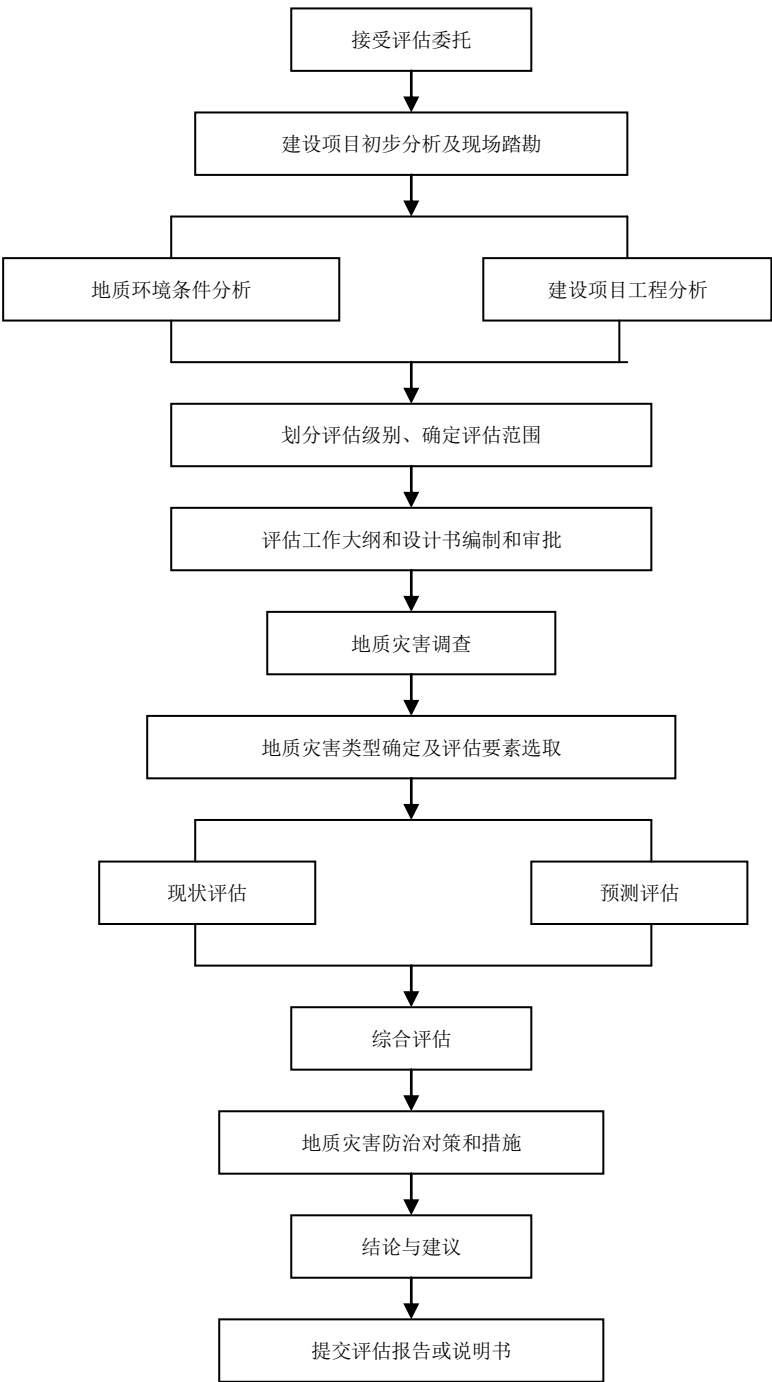 接受评估委托
建设项目初步分析及现场踏勘
地质环境条件分析
建设项目工程分析
划分评估级别、确定评估范围
评估工作大纲和设计书编制和审批
地质灾害调查
地质灾害类型确定及评估要素选取
现状评估
预测评估
综合评估
地质灾害防治对策和措施
结论与建议
提交评估报告或说明书